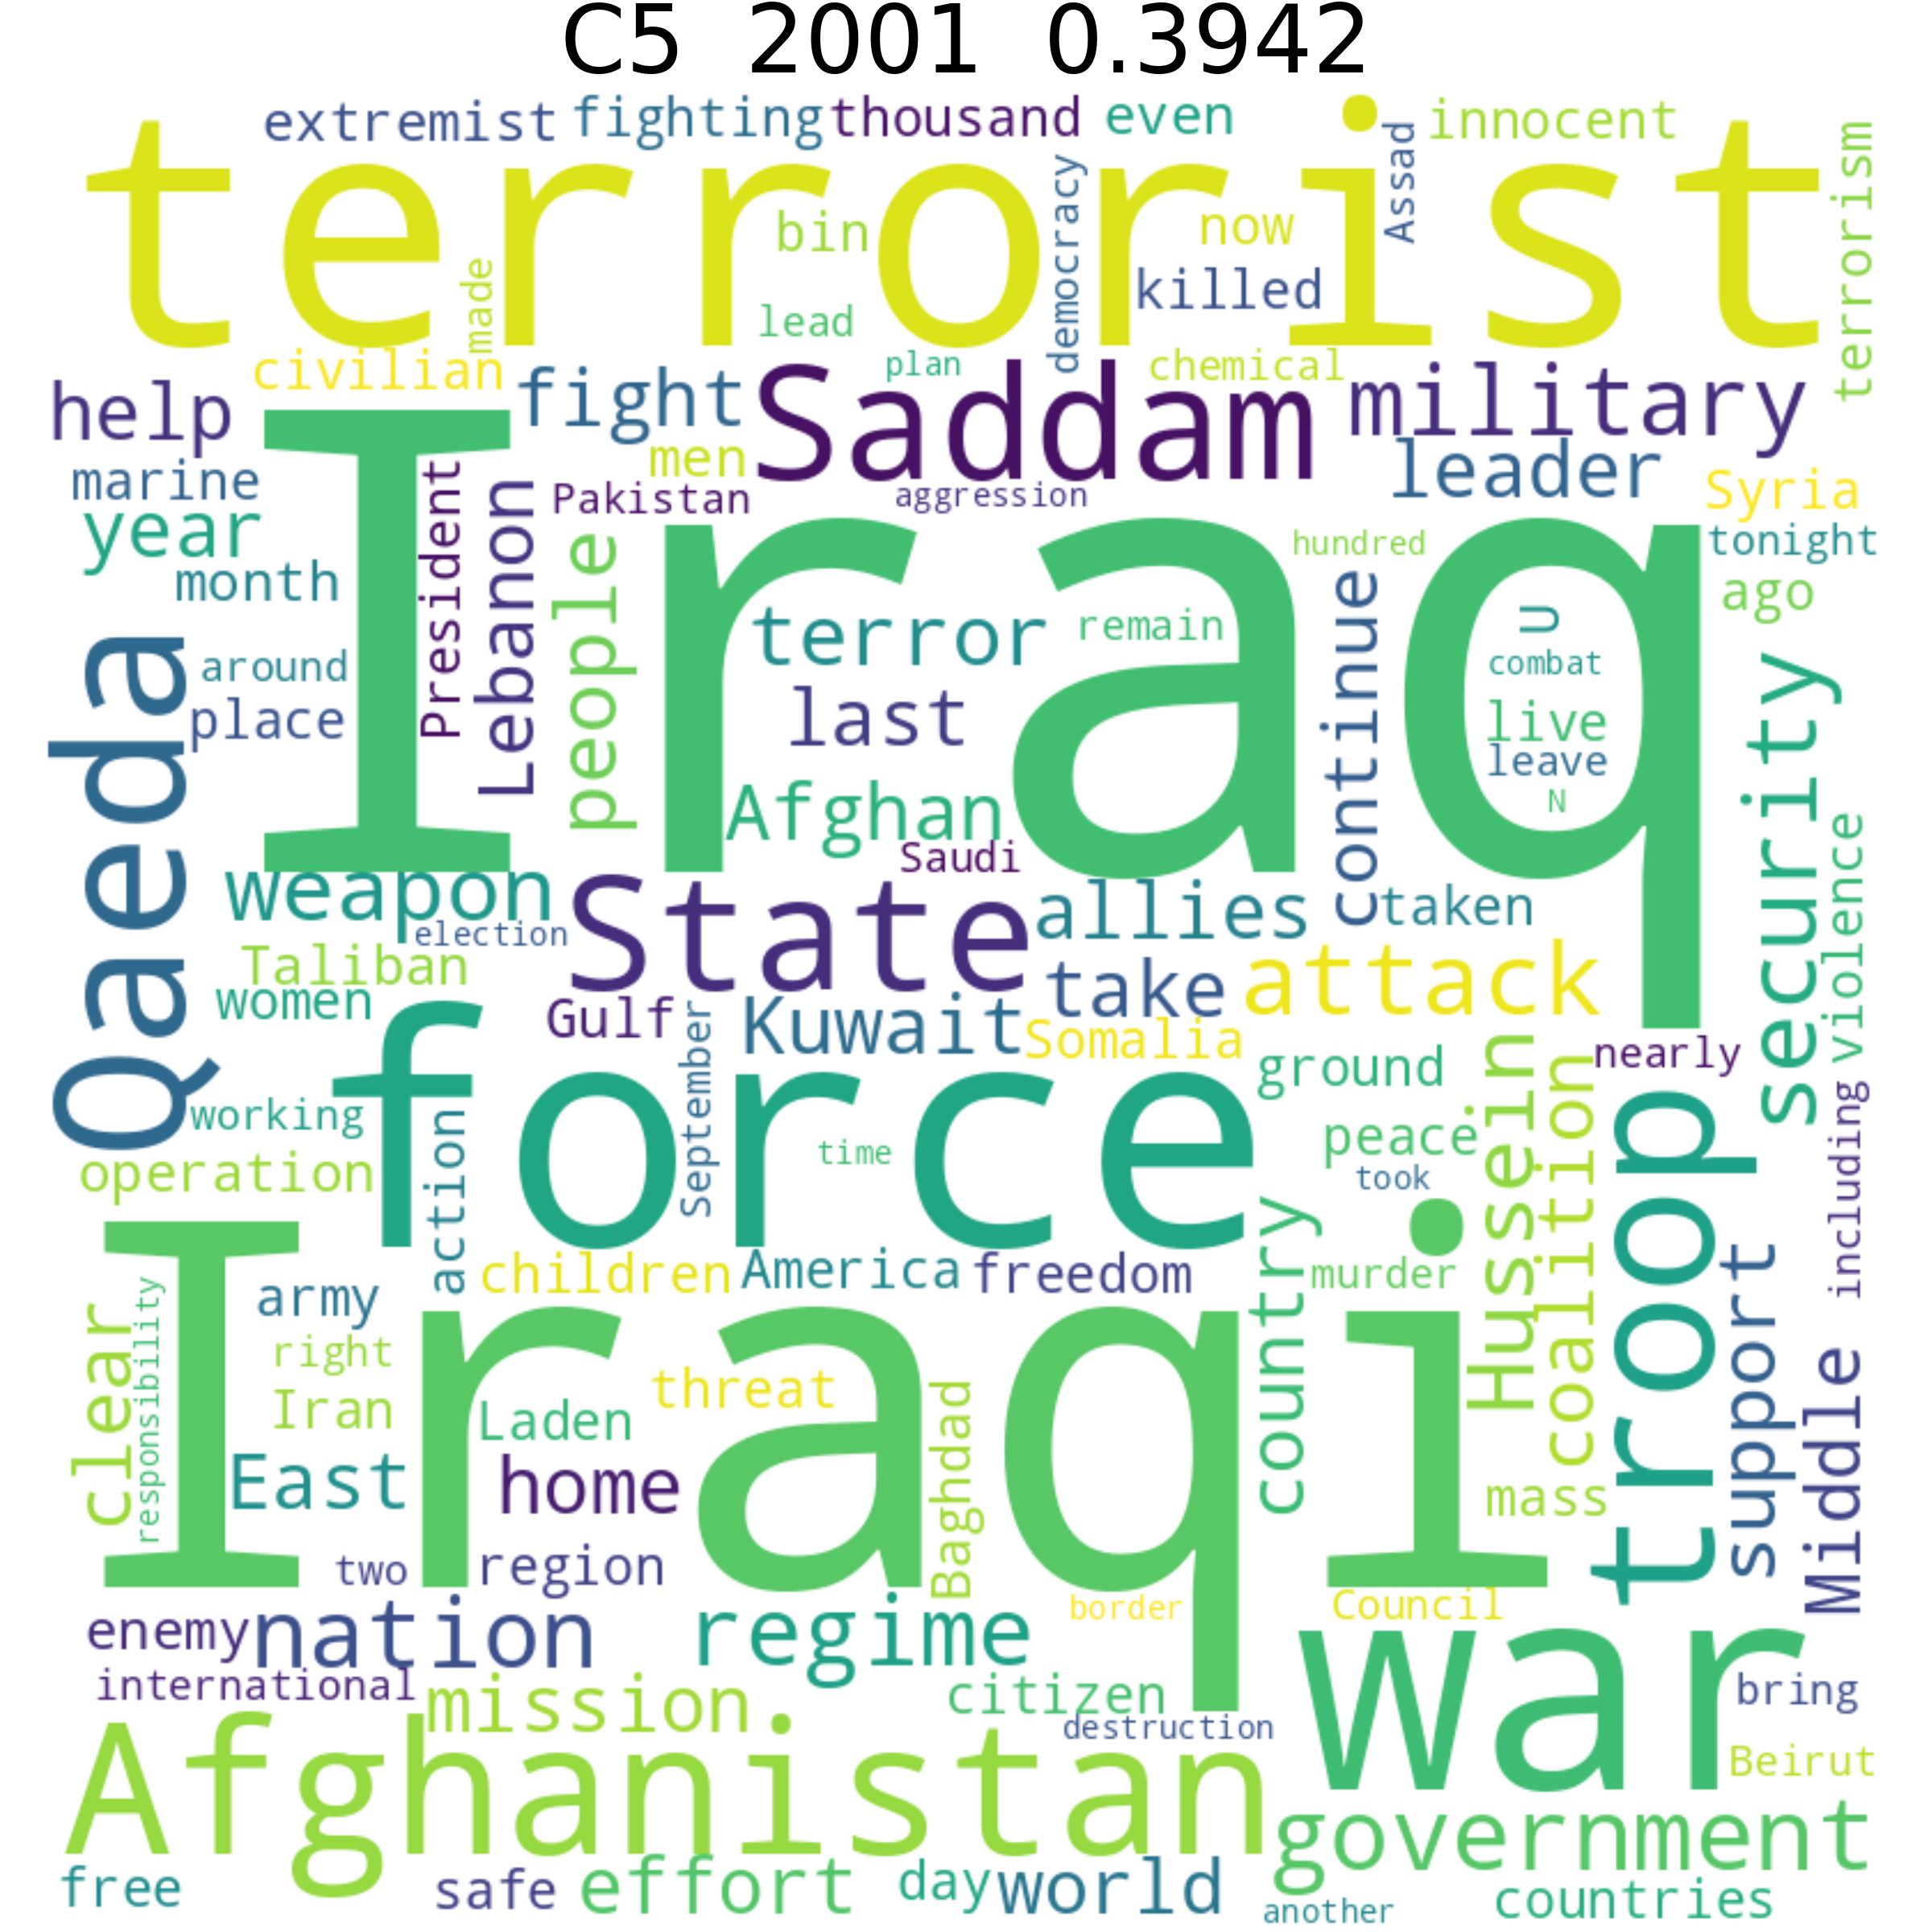 C5 2001 0.3942
extremist fighting thousand even innocent
terrorist
Assad
terrorism
democracy
bin
now
made
killed
lead
plan
civilian
chemical
help
fight
Saddam
military
men
leader
marine
Pakistan
aggression
Syria
year
President
Lebanon
people
Iraq
hundred
tonight
month
ago
terror
remain
continue
U
combat
around
Qaeda
place
last
live
leave
N
security
Afghan
Saudi
violence
weapon
State
allies
taken
election
Taliban
take
attack
women
Gulf
Kuwait
Somalia
September
force
ground
nearly
Hussein
coalition
troop
including
working
time
peace
operation
action
took
country
children
America
freedom
murder
support
clear
responsibility
army
Iraqi
right
Iran
threat
Laden
Middle
East
home
Baghdad
mass
two
region
border
Council
enemy
nation
regime
war
international
mission
citizen
bring
destruction
Afghanistan
Beirut
government
free
safe
effort
day
world
another
countries